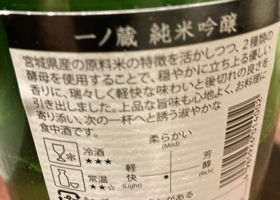 一ノ蔵 純米吟醸
宮城県産の原料米の特徴を活かしつつ、2種類の
酵母を使用することで、穏やかに立ち上る優しい
香りに、瑞々しく軽快な味わいと後切れの良さを
引き出しました。上品な旨味も心地よく、お料理に
寄り添い、次の一杯へと誘う淑やかな
食中酒です。
柔らかい
(Mild)
冷酒
★★★
軽快
(Light)
芳醇
(Rich)
常温
★★☆